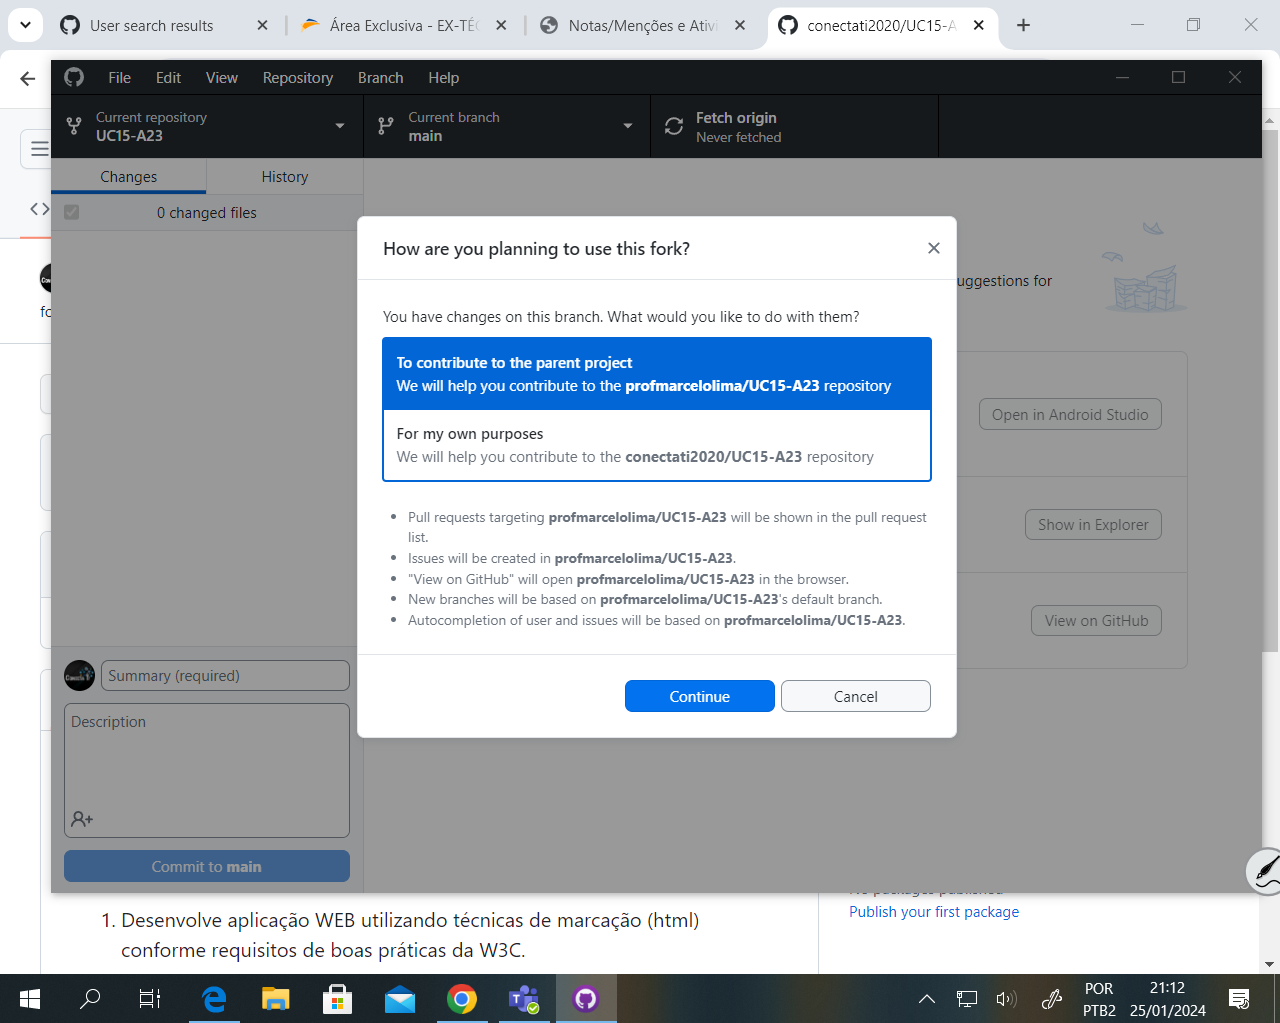 User search results
Área Exclusiva - EX-TÉC
Notas/Menções e Ativi
conectati2020/UC15-A
File Edit View Repository Branch Help
Current repository
UC15-A23
Current branch
main
Fetch origin
Never fetched
Changes
History
0 changed files
How are you planning to use this fork?
uggestions for
You have changes on this branch. What would you like to do with them?
To contribute to the parent project
We will help you contribute to the profmarcelolima/UC15-A23 repository
For my own purposes
We will help you contribute to the conectati2020/UC15-A23 repository
Pull requests targeting profmarcelolima/UC15-A23 will be shown in the pull request
list.
Issues will be created in profmarcelolima/UC15-A23.
"View on GitHub" will open profmarcelolima/UC15-A23 in the browser.
New branches will be based on profmarcelolima/UC15-A23's default branch.
Autocompletion of user and issues will be based on profmarcelolima/UC15-A23.
Continue
Cancel
Open in Android Studio
Show in Explorer
View on GitHub
fo
Summary (required)
Description
Commit to main
No packages published
Publish your first package
1. Desenvolve aplicação WEB utilizando técnicas de marcação (html)
conforme requisitos de boas práticas da W3C.
POR
PTB2
21:12
25/01/2024